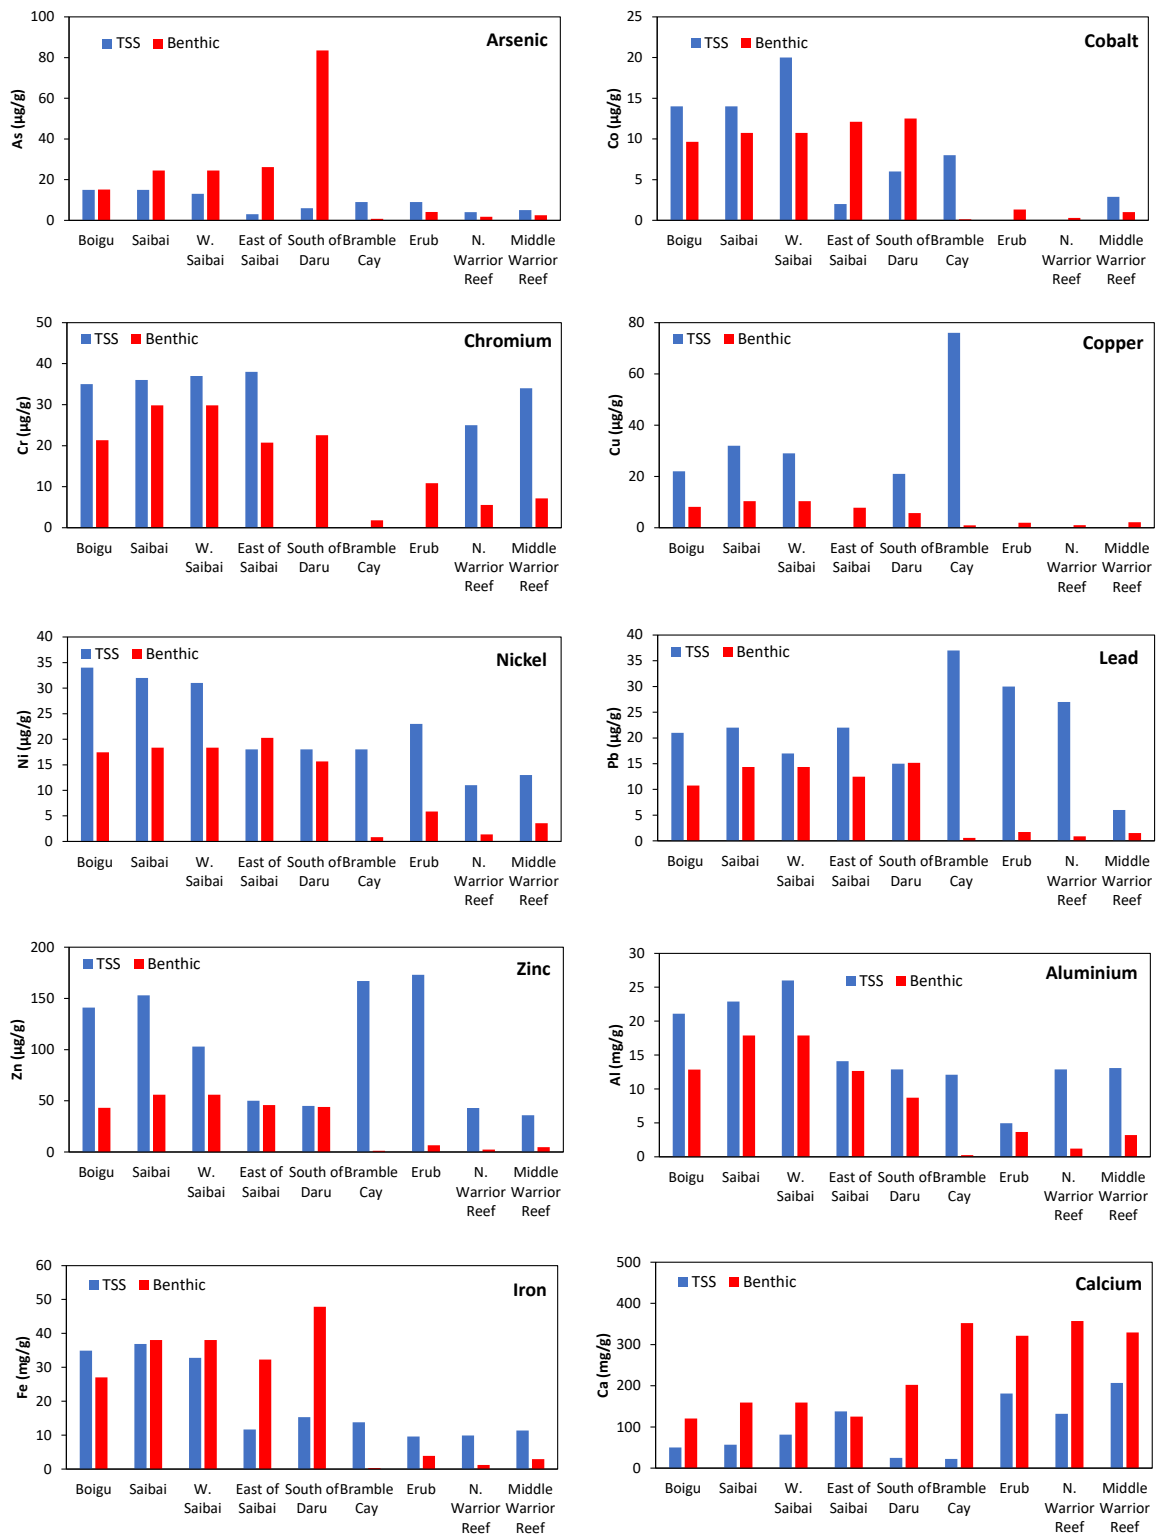 100
80
60
40
20
0
As (µg/g)
TSS Benthic
Arsenic
Boigu Saibai W. East of South of Bramble Erub N. Middle
Saibai Saibai Daru Cay Warrior Warrior
Reef Reef
25
20
15
10
5
0
Co (µg/g)
TSS Benthic
Cobalt
Boigu Saibai W. East of South of Bramble Erub N. Middle
Saibai Saibai Daru Cay Warrior Warrior
Reef Reef
50
40
30
20
10
0
Cr (µg/g)
TSS Benthic
Chromium
Boigu Saibai W. East of South of Bramble Erub N. Middle
Saibai Saibai Daru Cay Warrior Warrior
Reef Reef
80
60
40
20
0
Cu (µg/g)
TSS Benthic
Copper
Boigu Saibai W. East of South of Bramble Erub N. Middle
Saibai Saibai Daru Cay Warrior Warrior
Reef Reef
40
35
30
25
20
15
10
5
0
Ni (µg/g)
TSS Benthic
Nickel
Boigu Saibai W. East of South of Bramble Erub N. Middle
Saibai Saibai Daru Cay Warrior Warrior
Reef Reef
40
35
30
25
20
15
10
5
0
Pb (µg/g)
TSS Benthic
Lead
Boigu Saibai W. East of South of Bramble Erub N. Middle
Saibai Saibai Daru Cay Warrior Warrior
Reef Reef
200
150
100
50
0
Zn (µg/g)
TSS Benthic
Zinc
Boigu Saibai W. East of South of Bramble Erub N. Middle
Saibai Saibai Daru Cay Warrior Warrior
Reef Reef
30
25
20
15
10
5
0
Al (mg/g)
TSS Benthic
Aluminium
Boigu Saibai W. East of South of Bramble Erub N. Middle
Saibai Saibai Daru Cay Warrior Warrior
Reef Reef
60
50
40
30
20
10
0
Fe (mg/g)
TSS Benthic
Iron
Boigu Saibai W. East of South of Bramble Erub N. Middle
Saibai Saibai Daru Cay Warrior Warrior
Reef Reef
500
400
300
200
100
0
Ca (mg/g)
TSS Benthic
Calcium
Boigu Saibai W. East of South of Bramble Erub N. Middle
Saibai Saibai Daru Cay Warrior Warrior
Reef Reef